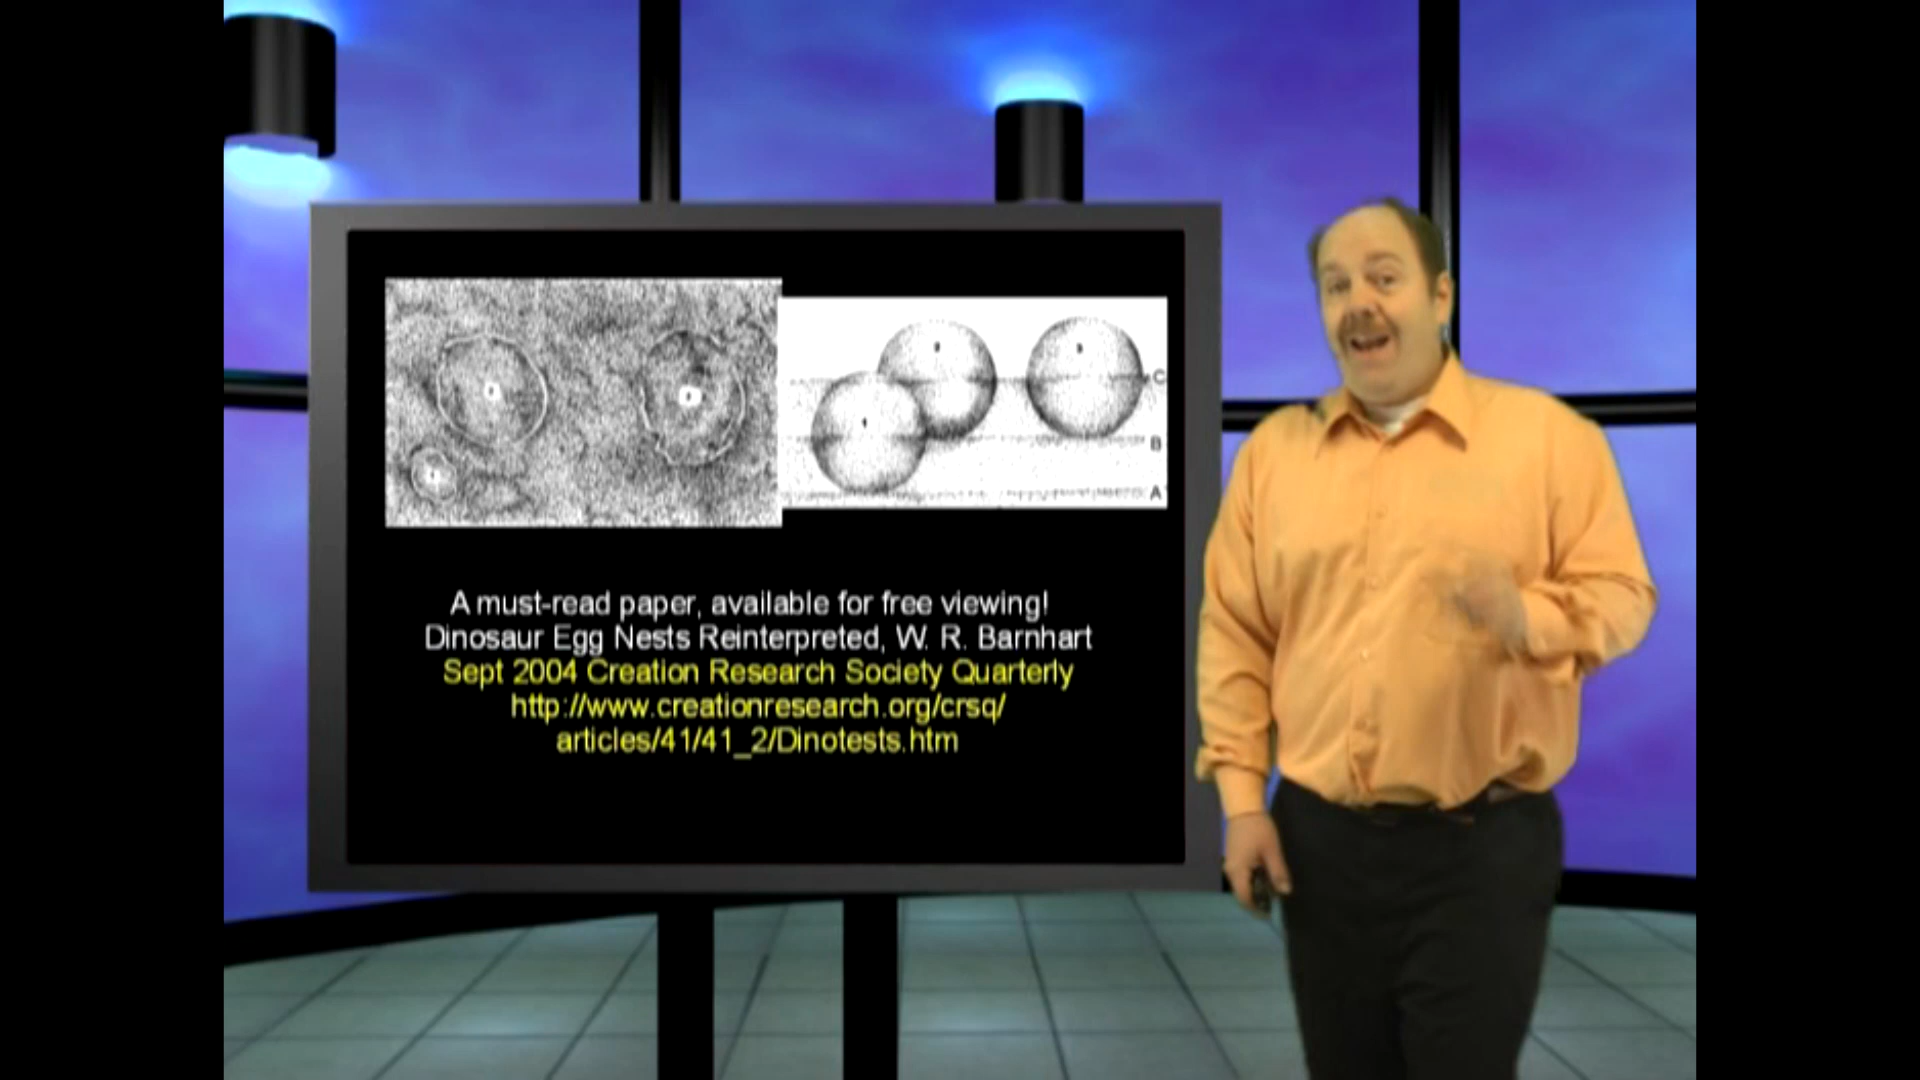 C
B
A
A must-read paper, available for free viewing!
Dinosaur Egg Nests Reinterpreted, W. R. Barnhart
Sept 2004 Creation Research Society Quarterly
http://www.creationresearch.org/crsq/
articles/41/41_2/Dinotests.htm